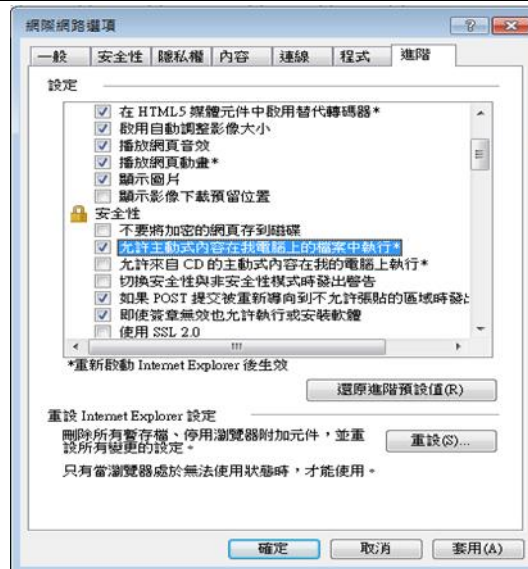 網際網路選項
一般 安全性 隱私權 內容 連線 程式 進階
設定
在 HTML5 媒體元件中啟用替代轉碼器*
啟用自動調整影像大小
播放網頁音效
播放網頁動畫*
顯示圖片
顯示影像下載預留位置
安全性
不要將加密的網頁存到磁碟
允許主動式內容在我電腦上的檔案中執行*
允許來自 CD 的主動式內容在我的電腦上執行*
切換安全性與非安全性模式時發出警告
如果 POST 提交被重新導向到不允許張貼的區域時發
即使簽章無效也允許執行或安裝軟體
使用 SSL 2.0
*重新啟動 Internet Explorer 後生效
還原進階預設值(R)
重設 Internet Explorer 設定
刪除所有暫存檔、停用瀏覽器附加元件，並重
設所有變更的設定。
重設(S)...
只有當瀏覽器處於無法使用狀態時，才能使用。
確定 取消 套用(A)